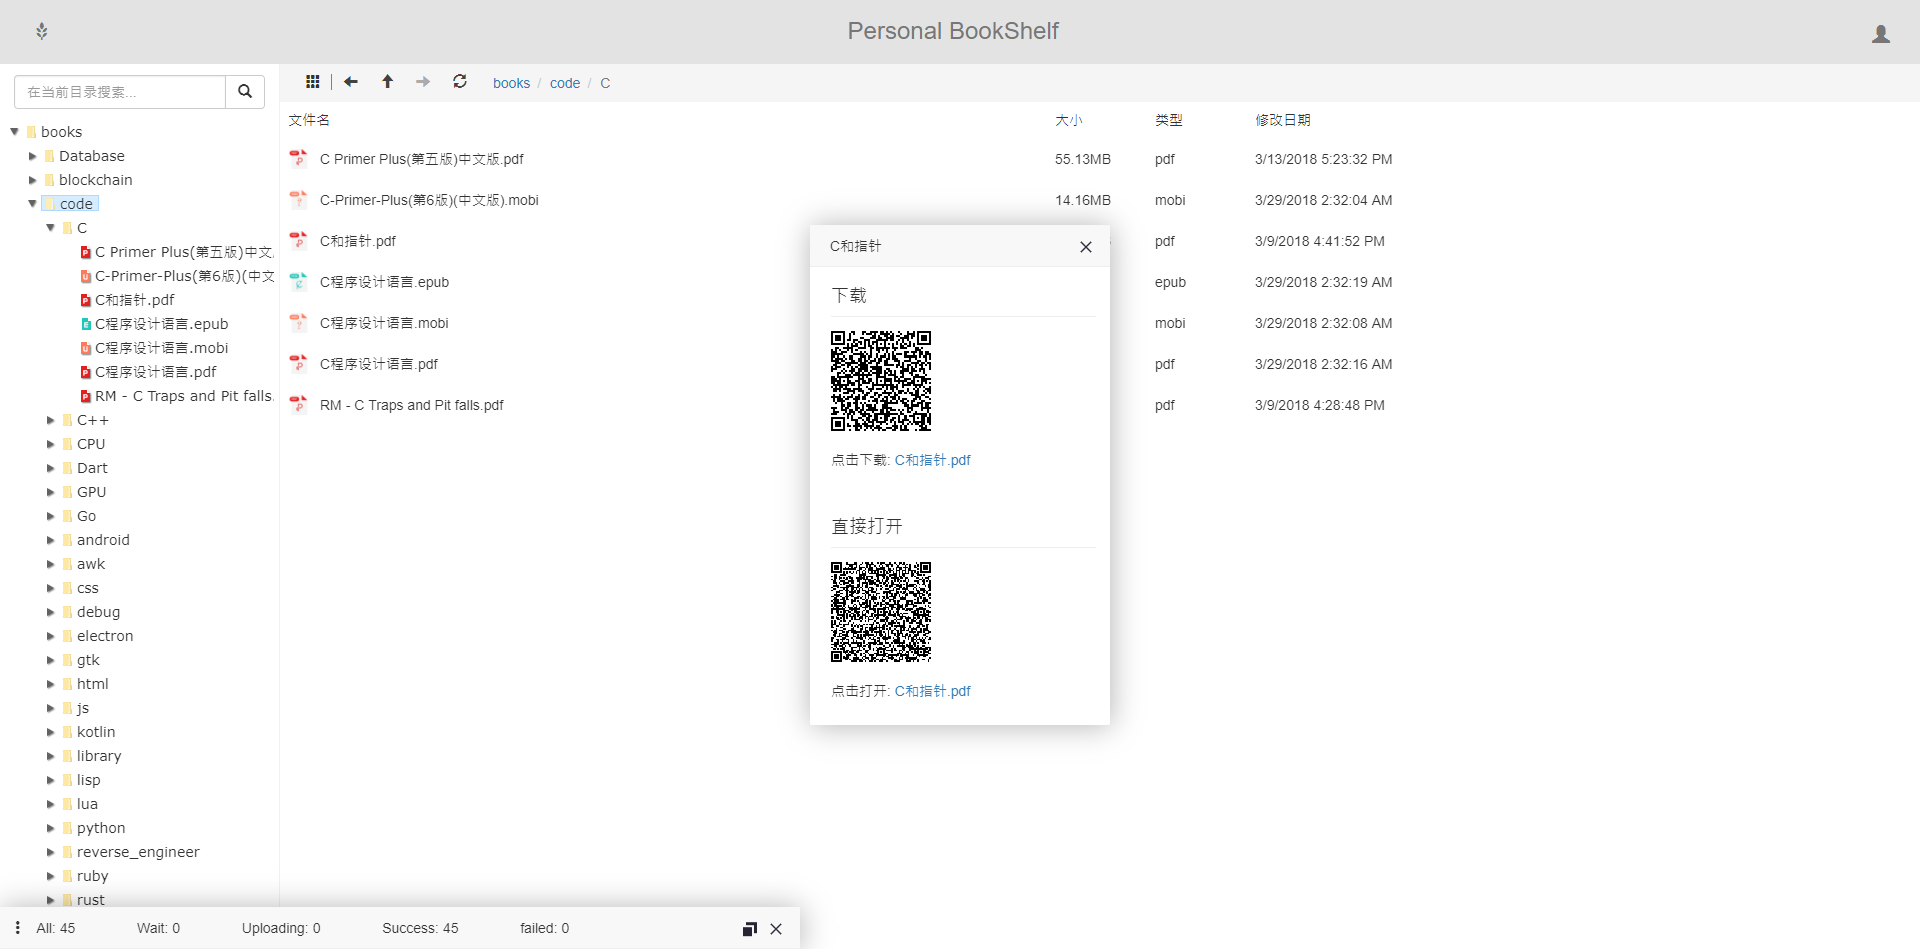 Personal BookShelf
在当前目录搜索...
books / code / C
books
Database
blockchain
code
C
C Primer Plus(第五版)中文
C-Primer-Plus(第6版)(中文
C和指针.pdf
C程序设计语言.epub
C程序设计语言.mobi
C程序设计语言.pdf
RM - C Traps and Pit falls.
C++
CPU
Dart
GPU
Go
android
awk
css
debug
electron
gtk
html
js
kotlin
library
lisp
lua
python
reverse_engineer
ruby
rust
文件名 大小 类型 修改日期
C Primer Plus(第五版)中文版.pdf 55.13MB pdf 3/13/2018 5:23:32 PM
C-Primer-Plus(第6版)(中文版).mobi 14.16MB mobi 3/29/2018 2:32:04 AM
C和指针.pdf pdf 3/9/2018 4:41:52 PM
C程序设计语言.epub epub 3/29/2018 2:32:19 AM
C程序设计语言.mobi mobi 3/29/2018 2:32:08 AM
C程序设计语言.pdf pdf 3/29/2018 2:32:16 AM
RM - C Traps and Pit falls.pdf pdf 3/9/2018 4:28:48 PM
C和指针
下载
点击下载: C和指针.pdf
直接打开
点击打开: C和指针.pdf
All: 45 Wait: 0 Uploading: 0 Success: 45 failed: 0